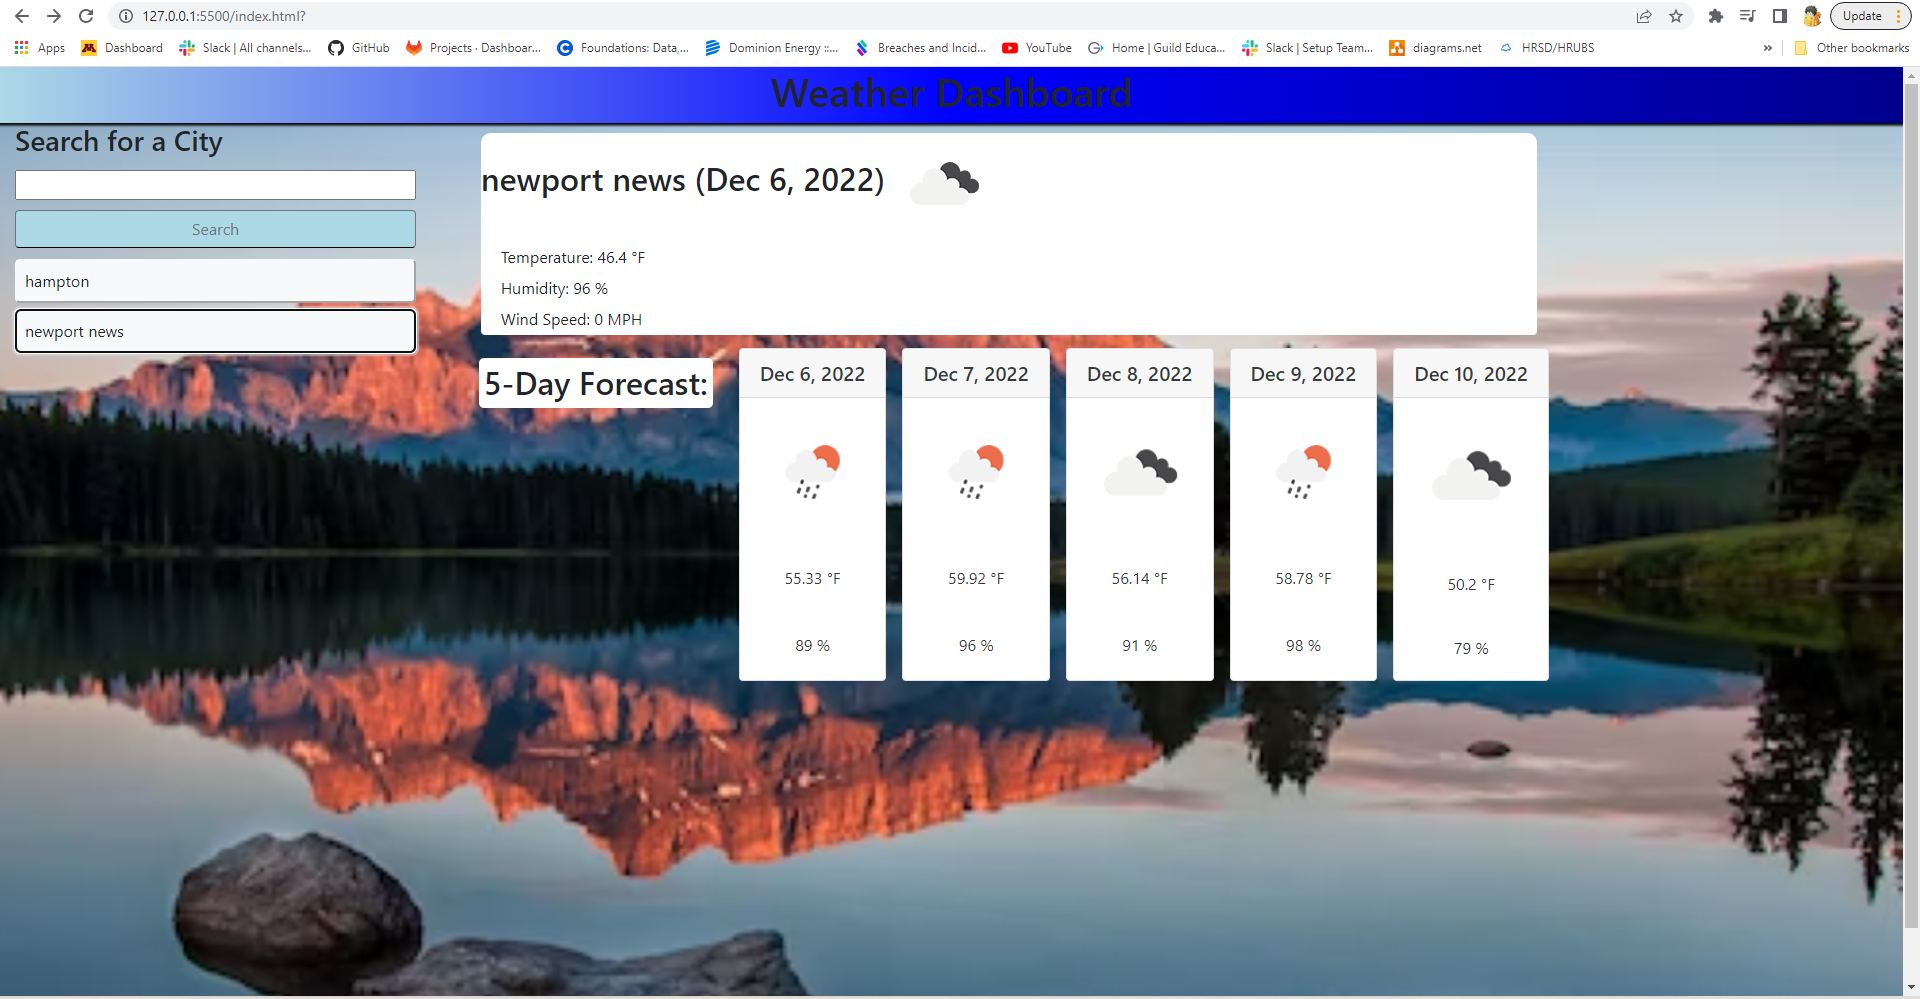 127.0.0.1:5500/index.html?
Update
Apps
Dashboard
Slack | All channels...
GitHub
Projects · Dashboar...
Foundations: Data,...
Dominion Energy ::...
Breaches and Incid...
YouTube
Home | Guild Educa...
Slack | Setup Team...
diagrams.net
HRSD/HRUBS
»
Other bookmarks
Weather Dashboard
Search for a City
Search
hampton
newport news
newport news (Dec 6, 2022)
Temperature: 46.4 °F
Humidity: 96 %
Wind Speed: 0 MPH
5-Day Forecast:
Dec 6, 2022
55.33 °F
89 %
Dec 7, 2022
59.92 °F
96 %
Dec 8, 2022
56.14 °F
91 %
Dec 9, 2022
58.78 °F
98 %
Dec 10, 2022
50.2 °F
79 %